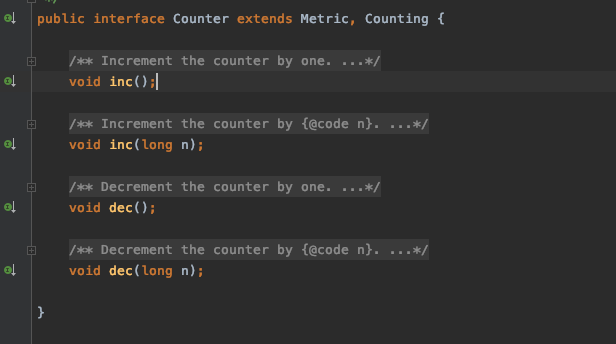 public interface Counter extends Metric, Counting {
/** Increment the counter by one. ...*/
void inc();
/** Increment the counter by {@code n}. ...*/
void inc(long n);
/** Decrement the counter by one. ...*/
void dec();
/** Decrement the counter by {@code n}. ...*/
void dec(long n);
}